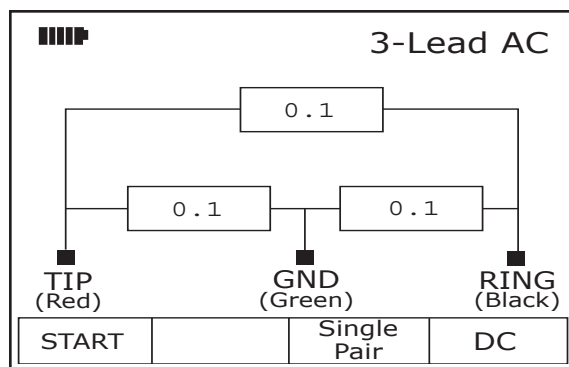 3-Lead AC
0.1
0.1
0.1
TIP
(Red)
GND
(Green)
RING
(Black)
START
Single
Pair
DC